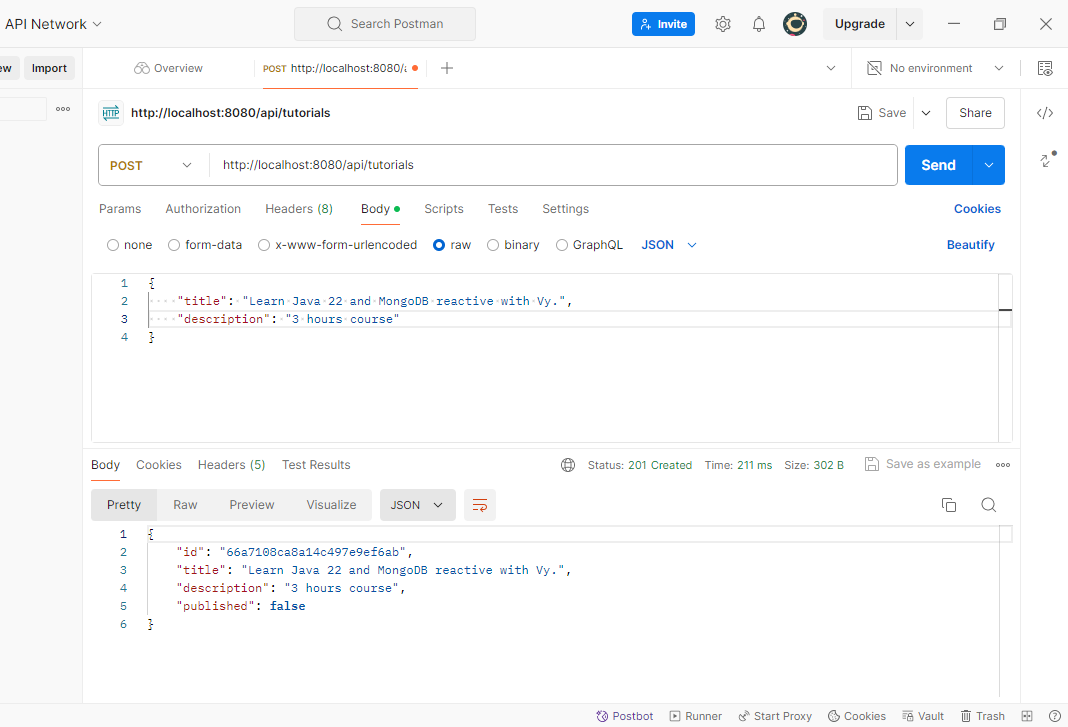 API Network
Search Postman
Invite
Upgrade
ew
Import
Overview
POST http://localhost:8080/a
No environment
HTTP
http://localhost:8080/api/tutorials
Save
Share
POST
http://localhost:8080/api/tutorials
Send
Params
Authorization
Headers (8)
Body
Scripts
Tests
Settings
Cookies
none
form-data
x-www-form-urlencoded
raw
binary
GraphQL
JSON
Beautify
1 {
2 "title": "Learn Java 22 and MongoDB reactive with Vy.",
3 "description": "3 hours course"
4 }
Body
Cookies
Headers (5)
Test Results
Status: 201 Created
Time: 211 ms
Size: 302 B
Save as example
Pretty
Raw
Preview
Visualize
JSON
1 {
2 "id": "66a7108ca8a14c497e9ef6ab",
3 "title": "Learn Java 22 and MongoDB reactive with Vy.",
4 "description": "3 hours course",
5 "published": false
6 }
Postbot
Runner
Start Proxy
Cookies
Vault
Trash